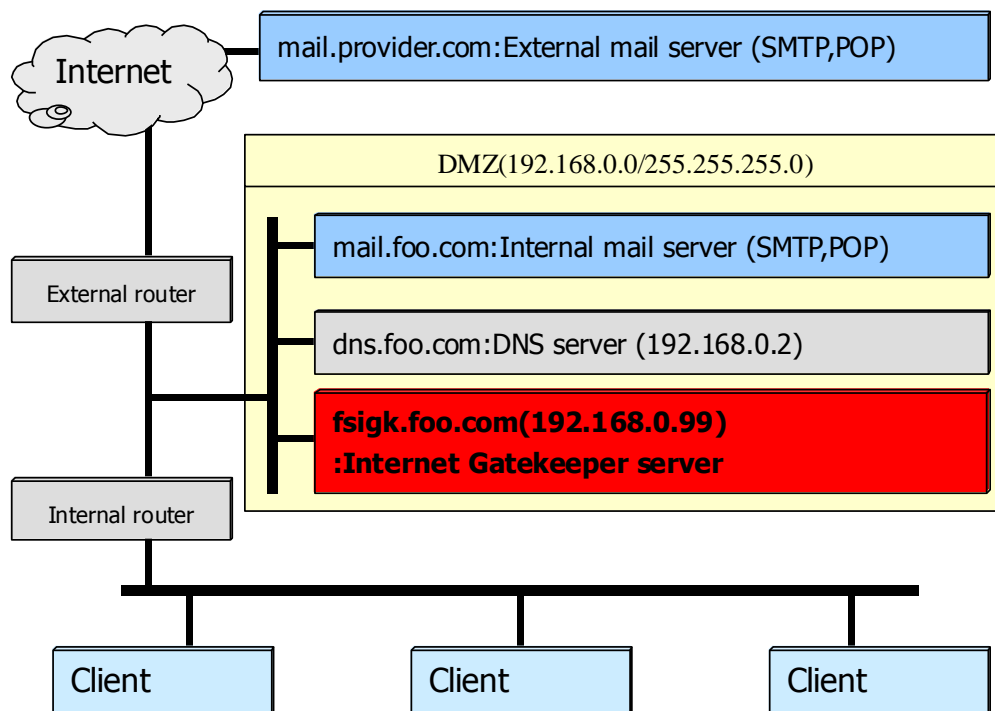 mail.provider.com:External mail server (SMTP,POP)
Internet
DMZ(192.168.0.0/255.255.255.0)
mail.foo.com:Internal mail server (SMTP,POP)
External router
dns.foo.com:DNS server (192.168.0.2)
fsigk.foo.com(192.168.0.99)
:Internet Gatekeeper server
Internal router
Client
Client
Client